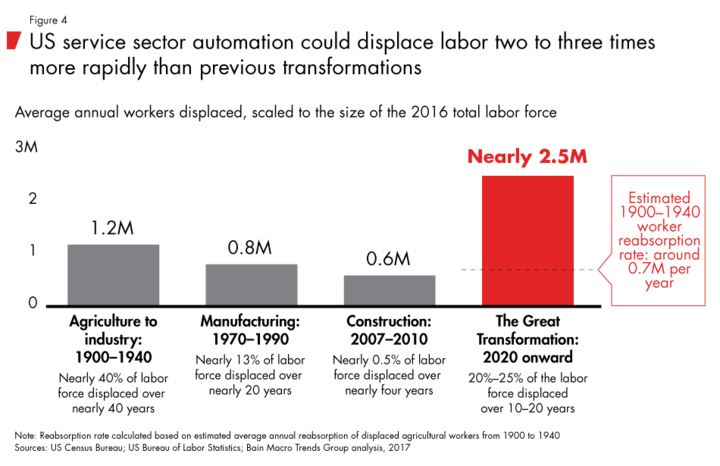 Figure 4
US service sector automation could displace labor two to three times
more rapidly than previous transformations
Average annual workers displaced, scaled to the size of the 2016 total labor force
3M
2
1
0
1.2M
0.8M
0.6M
Nearly 2.5M
Estimated
1900–1940
worker
reabsorption
rate: around
0.7M per
year
Agriculture to
industry:
1900–1940
Nearly 40% of labor
force displaced over
nearly 40 years
Manufacturing:
1970–1990
Nearly 13% of labor
force displaced over
nearly 20 years
Construction:
2007–2010
Nearly 0.5% of labor
force displaced over
nearly four years
The Great
Transformation:
2020 onward
20%–25% of the labor
force displaced
over 10–20 years
Note: Reabsorption rate calculated based on estimated average annual reabsorption of displaced agricultural workers from 1900 to 1940
Sources: US Census Bureau; US Bureau of Labor Statistics; Bain Macro Trends Group analysis, 2017